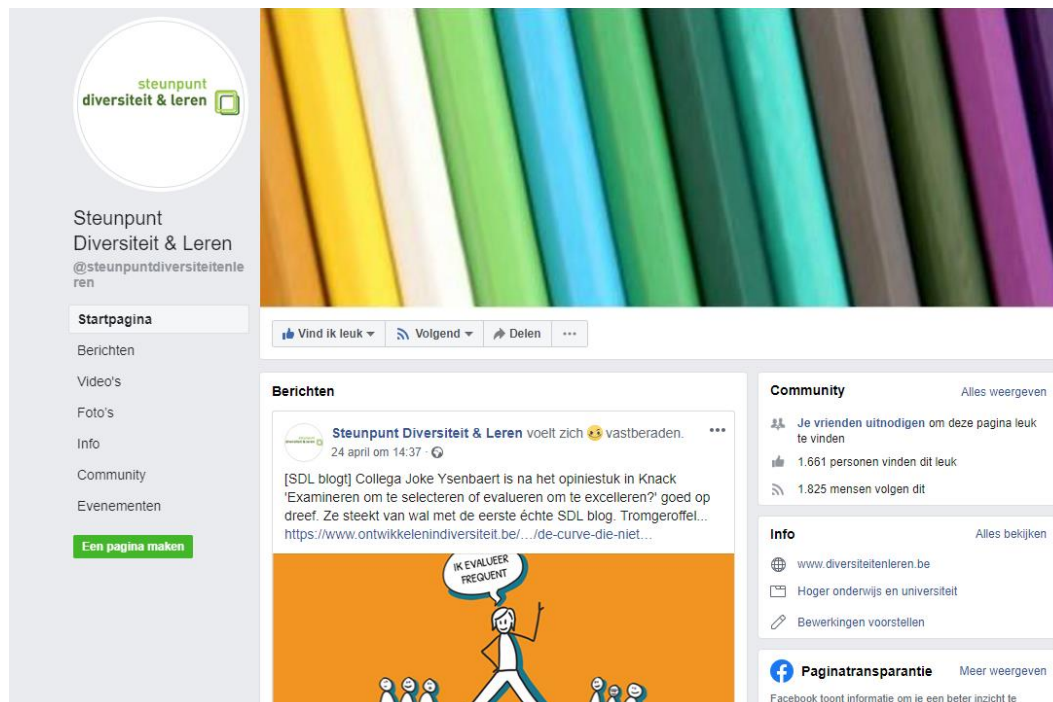 steunpunt
diversiteit & leren
Steunpunt
Diversiteit & Leren
@steunpuntdiversiteitenle
ren
Startpagina
Berichten
Video's
Foto's
Info
Community
Evenementen
Een pagina maken
Vind ik leuk
Volgend
Delen
Berichten
Steunpunt Diversiteit & Leren voelt zich 😠 vastberaden.
24 april om 14:37 ·
[SDL blogt] Collega Joke Ysenbaert is na het opiniestuk in Knack
'Examineren om te selecteren of evalueren om te excelleren?' goed op
dreef. Ze steekt van wal met de eerste échte SDL blog. Tromgeroffel...
https://www.ontwikkelenindiversiteit.be/…/de-curve-die-niet…
IK EVALUEER
FREQUENT
Community
Alles weergeven
Je vrienden uitnodigen om deze pagina leuk
te vinden
1.661 personen vinden dit leuk
1.825 mensen volgen dit
Info
Alles bekijken
www.diversiteitenleren.be
Hoger onderwijs en universiteit
Bewerkingen voorstellen
Paginatransparantie
Meer weergeven
Facebook toont informatie om je een beter inzicht te